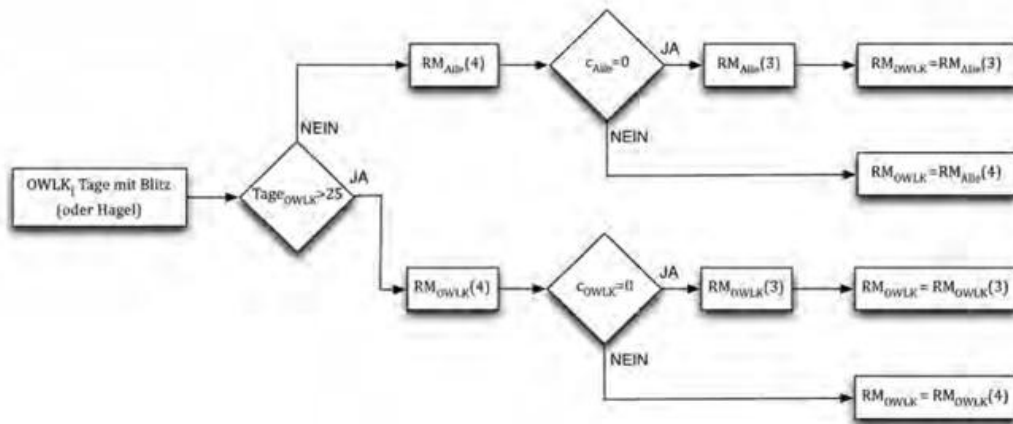 RM_Alle(4)
c_Alle=0
JA
RM_Alle(3)
RM_OWLK=RM_Alle(3)
NEIN
NEIN
RM_OWLK=RM_Alle(4)
OWLK_i Tage mit Blitz
(oder Hagel)
Tage_OWLK>25
JA
RM_OWLK(4)
c_OWLK=0
JA
RM_OWLK(3)
RM_OWLK = RM_OWLK(3)
NEIN
RM_OWLK = RM_OWLK(4)